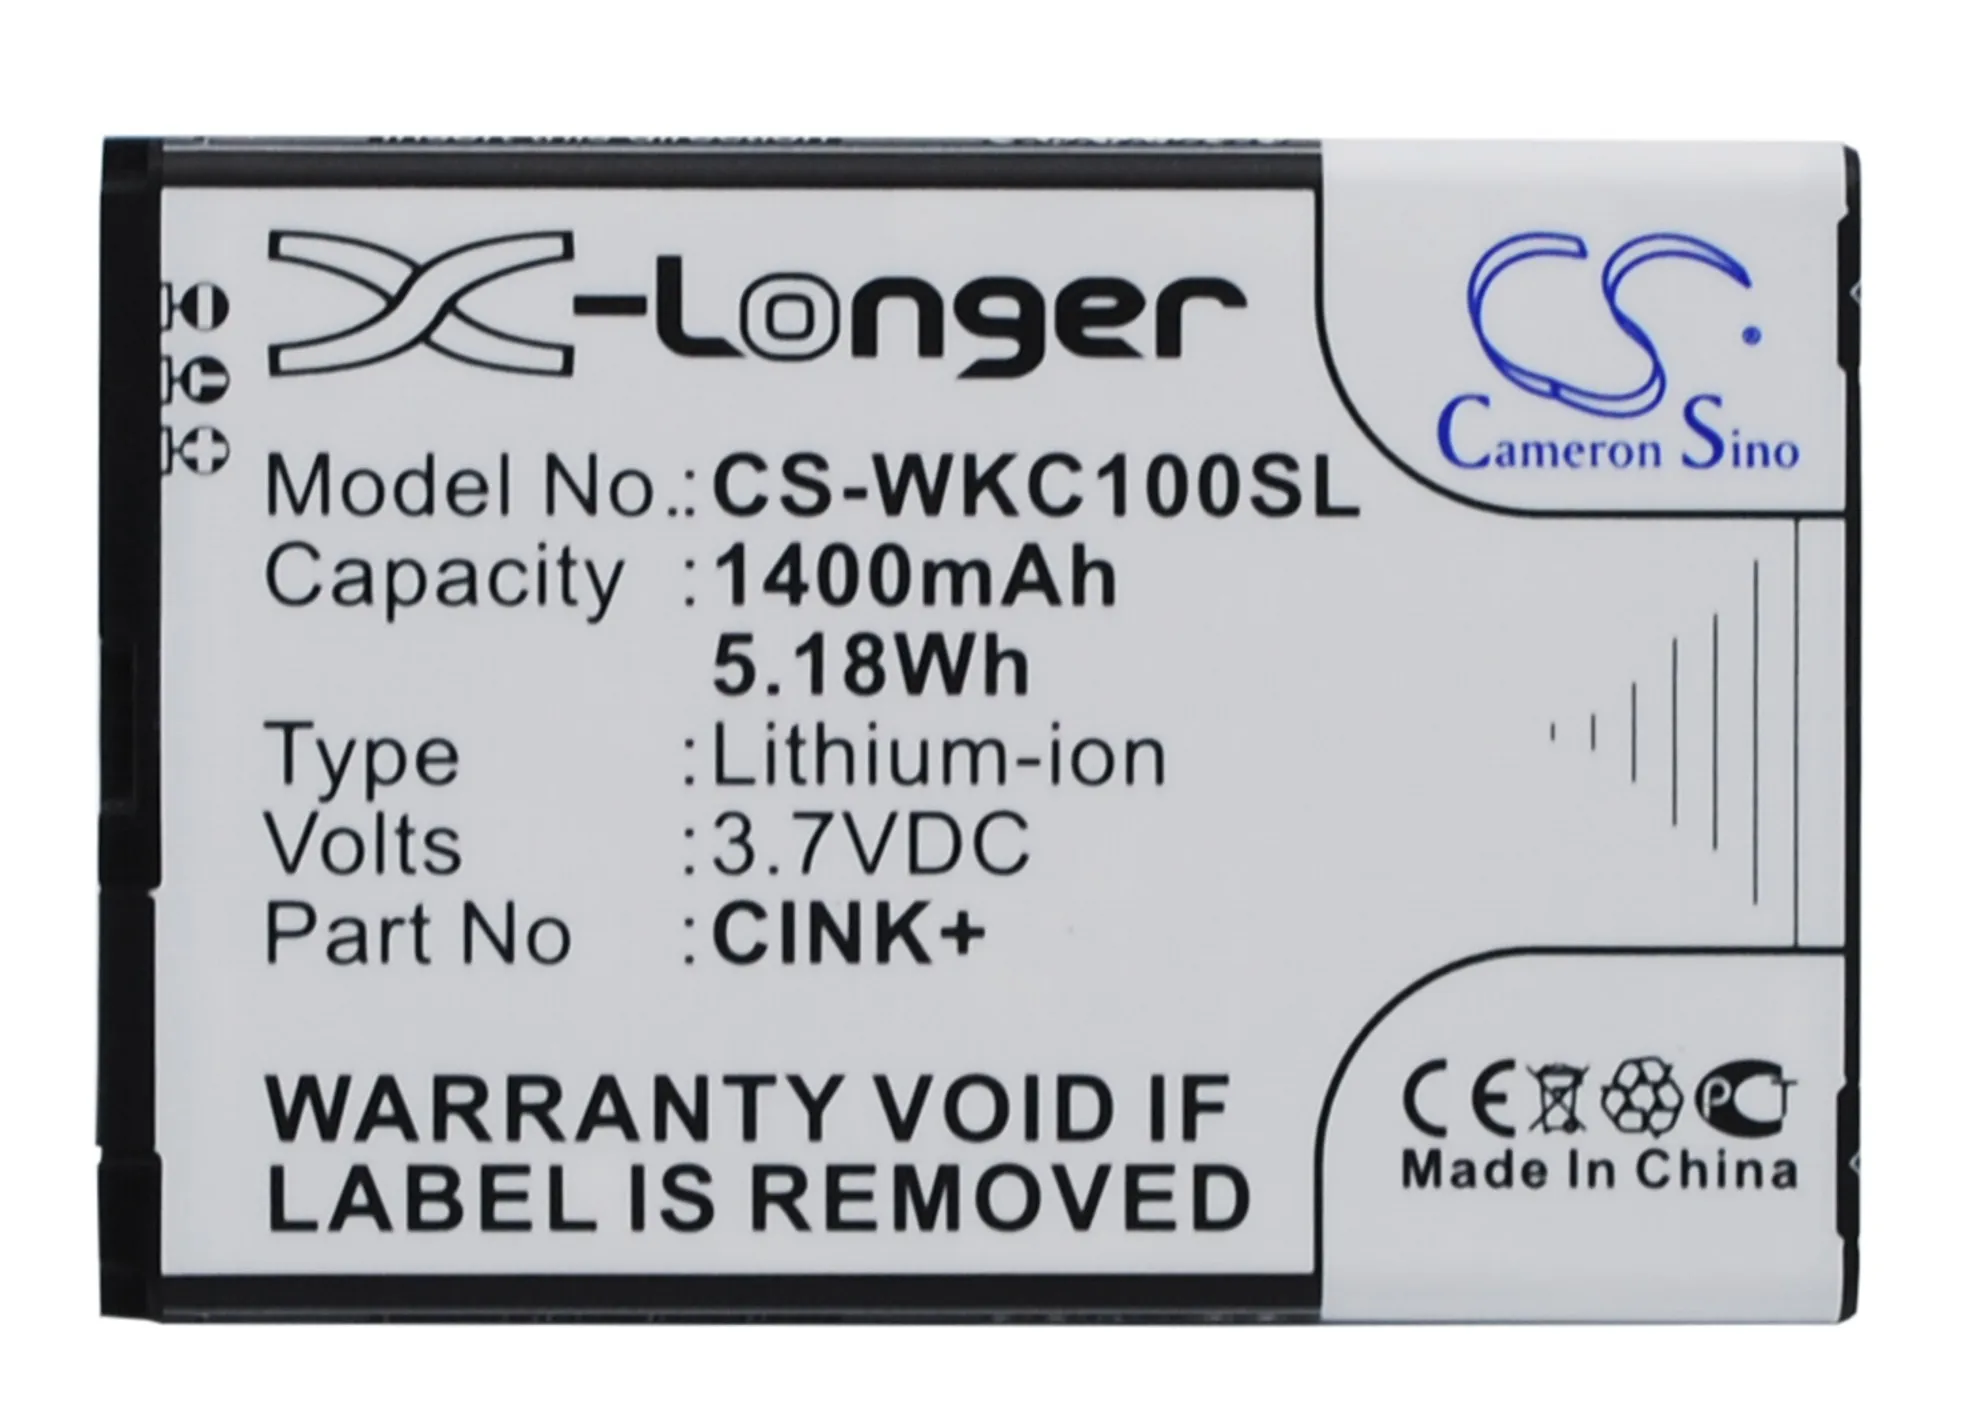 X-Longer
CS
®
Cameron Sino
Model No.: CS-WKC100SL
Capacity : 1400mAh
5.18Wh
Type : Lithium-ion
Volts : 3.7VDC
Part No : CINK+
WARRANTY VOID IF
LABEL IS REMOVED
CE PCT
Made In China